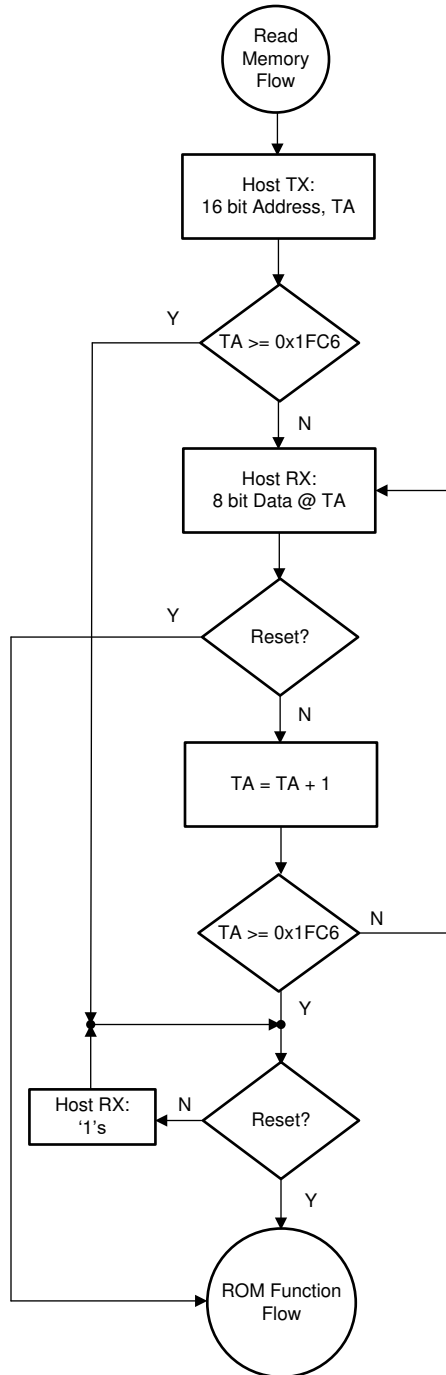 Read
Memory
Flow
Host TX:
16 bit Address, TA
Y
TA >= 0x1FC6
N
Host RX:
8 bit Data @ TA
Y
Reset?
N
TA = TA + 1
TA >= 0x1FC6
N
Y
Host RX:
‘1’s
N
Reset?
Y
ROM Function
Flow